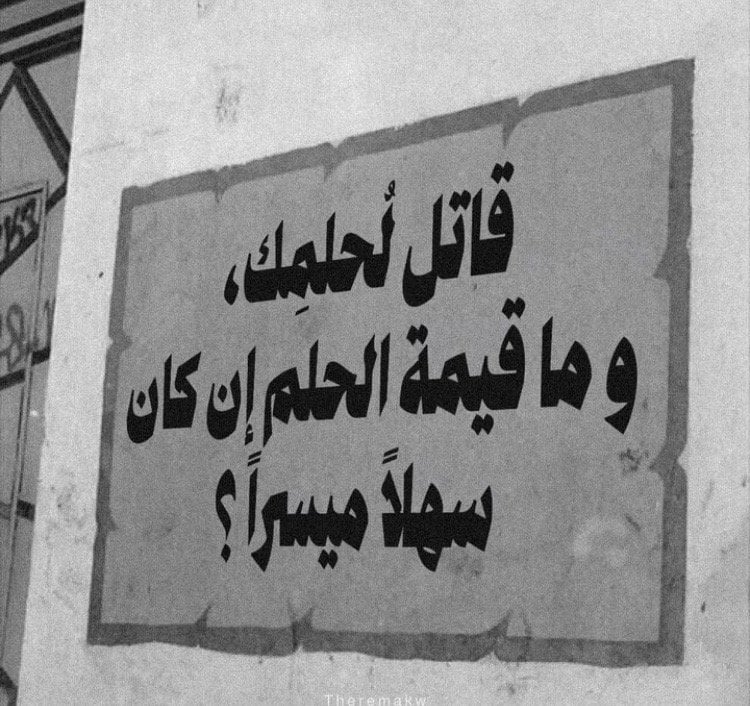 قاتل لُحلمِك،
و ما قيمة الحلم إن كان
سهلاً ميسراً ؟
Theremakw